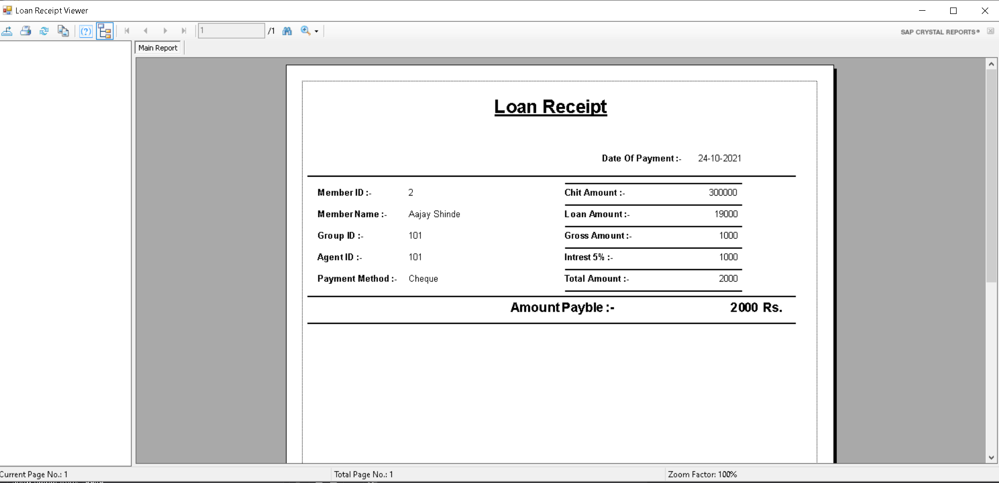 Loan Receipt Viewer
1 /1
SAP CRYSTAL REPORTS®
Main Report
Loan Receipt
Date Of Payment :- 24-10-2021
Member ID :- 2
Chit Amount :- 300000
Member Name :- Aajay Shinde
Loan Amount :- 19000
Group ID :- 101
Gross Amount :- 1000
Agent ID :- 101
Intrest 5% :- 1000
Payment Method :- Cheque
Total Amount :- 2000
Amount Payble :- 2000 Rs.
Current Page No.: 1
Total Page No.: 1
Zoom Factor: 100%